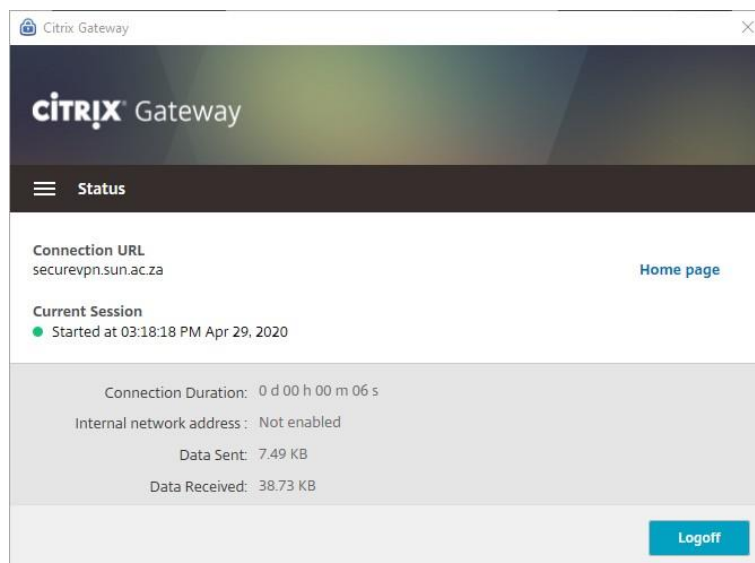 Citrix Gateway
CİTRỊX Gateway
Status
Connection URL
securevpn.sun.ac.za
Home page
Current Session
Started at 03:18:18 PM Apr 29, 2020
Connection Duration: 0 d 00 h 00 m 06 s
Internal network address : Not enabled
Data Sent: 7.49 KB
Data Received: 38.73 KB
Logoff